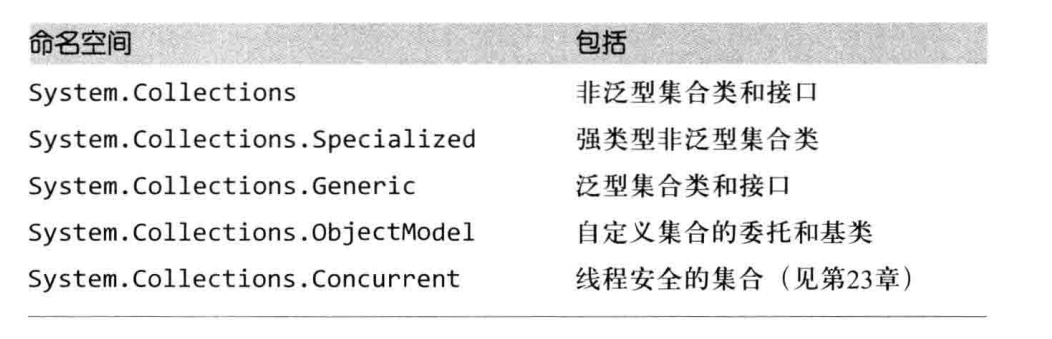 命名空间 包括
System.Collections 非泛型集合类和接口
System.Collections.Specialized 强类型非泛型集合类
System.Collections.Generic 泛型集合类和接口
System.Collections.ObjectModel 自定义集合的委托和基类
System.Collections.Concurrent 线程安全的集合（见第23章）